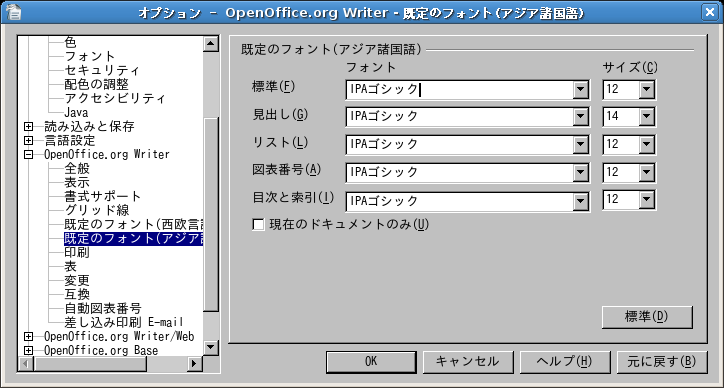 オプション - OpenOffice.org Writer - 既定のフォント(アジア諸国語)
色
フォント
セキュリティ
配色の調整
アクセシビリティ
Java
読み込みと保存
言語設定
OpenOffice.org Writer
全般
表示
書式サポート
グリッド線
既定のフォント(西欧言語
既定のフォント(アジア
印刷
表
変更
互換
自動図表番号
差し込み印刷 E-mail
OpenOffice.org Writer/Web
OpenOffice.org Base
既定のフォント(アジア諸国語)
フォント サイズ(C)
標準(F) IPAゴシック 12
見出し(G) IPAゴシック 14
リスト(L) IPAゴシック 12
図表番号(A) IPAゴシック 12
目次と索引(I) IPAゴシック 12
現在のドキュメントのみ(U)
標準(D)
OK キャンセル ヘルプ(H) 元に戻す(B)